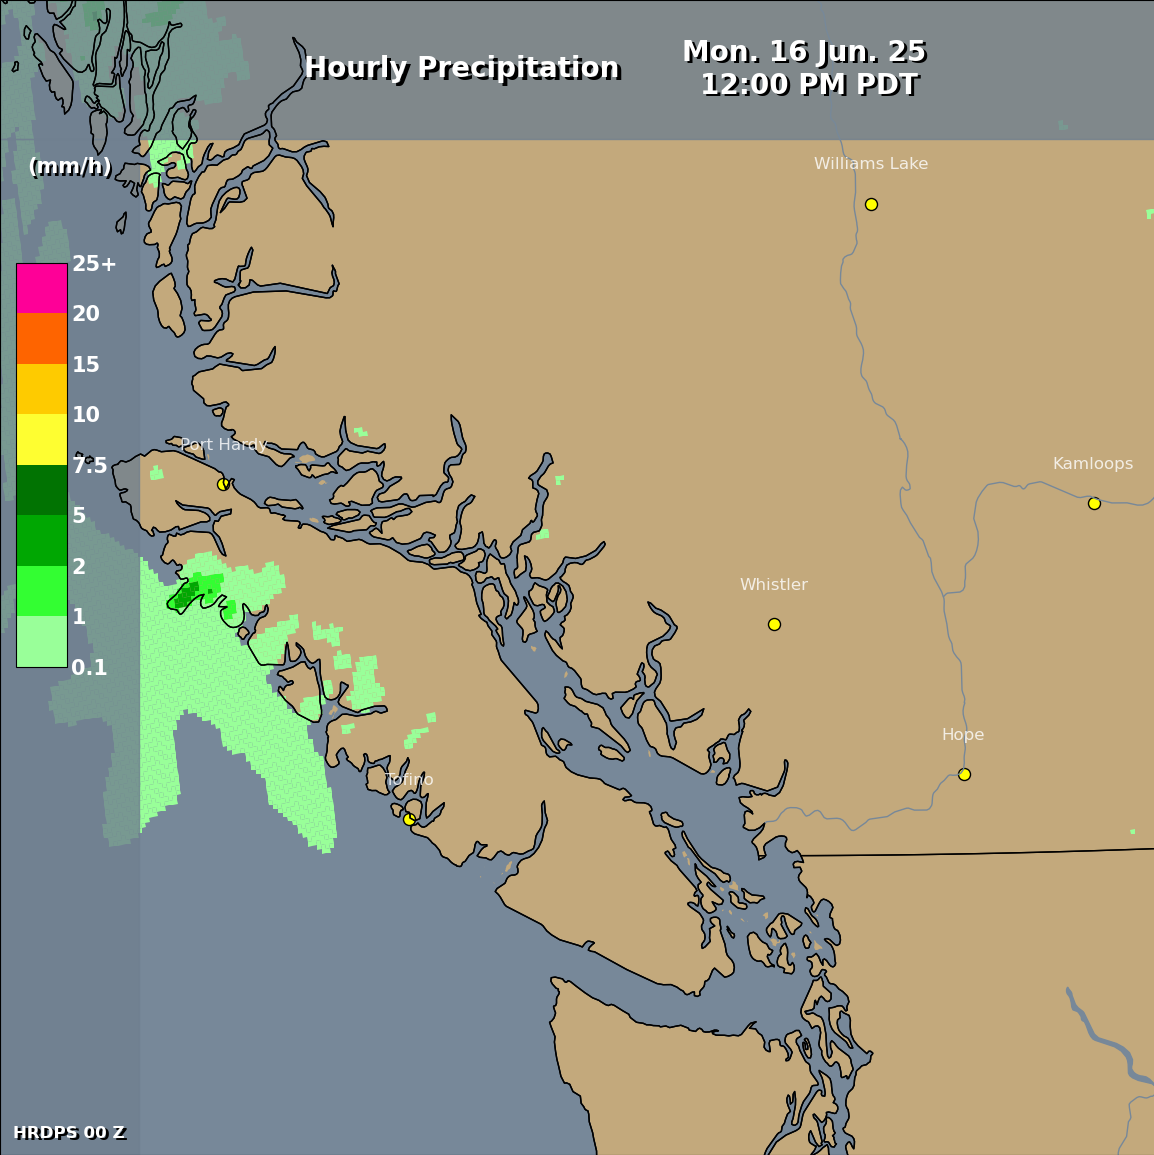 Hourly Precipitation
Mon. 16 Jun. 25
12:00 PM PDT
(mm/h)
25+
20
15
10
7.5
5
2
1
0.1
Williams Lake
Port Hardy
Kamloops
Whistler
Hope
Tofino
HRDPS 00 Z